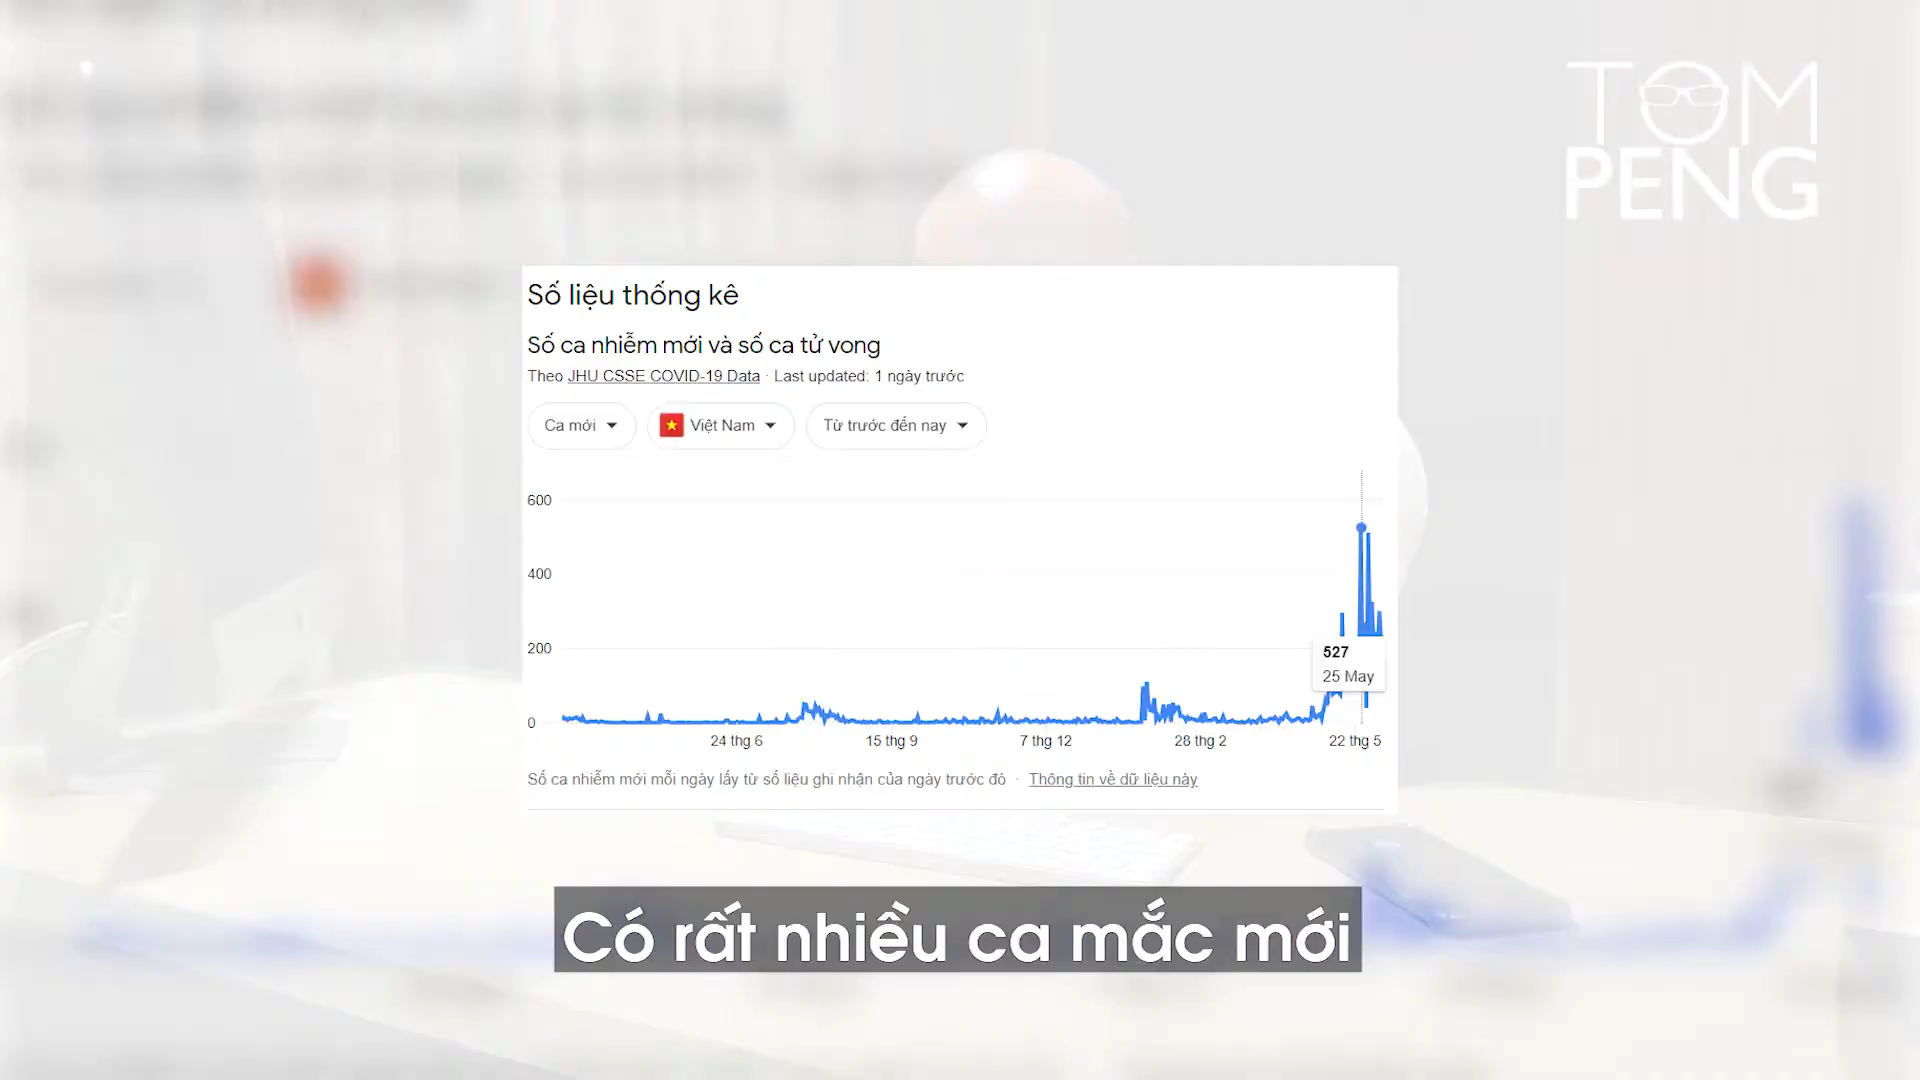 TOM
PENG
Số liệu thống kê
Số ca nhiễm mới và số ca tử vong
Theo JHU CSSE COVID-19 Data · Last updated: 1 ngày trước
Ca mới Việt Nam Từ trước đến nay
600
400
200
0
527
25 May
24 thg 6 15 thg 9 7 thg 12 28 thg 2 22 thg 5
Số ca nhiễm mới mỗi ngày lấy từ số liệu ghi nhận của ngày trước đó · Thông tin về dữ liệu này
Có rất nhiều ca mắc mới